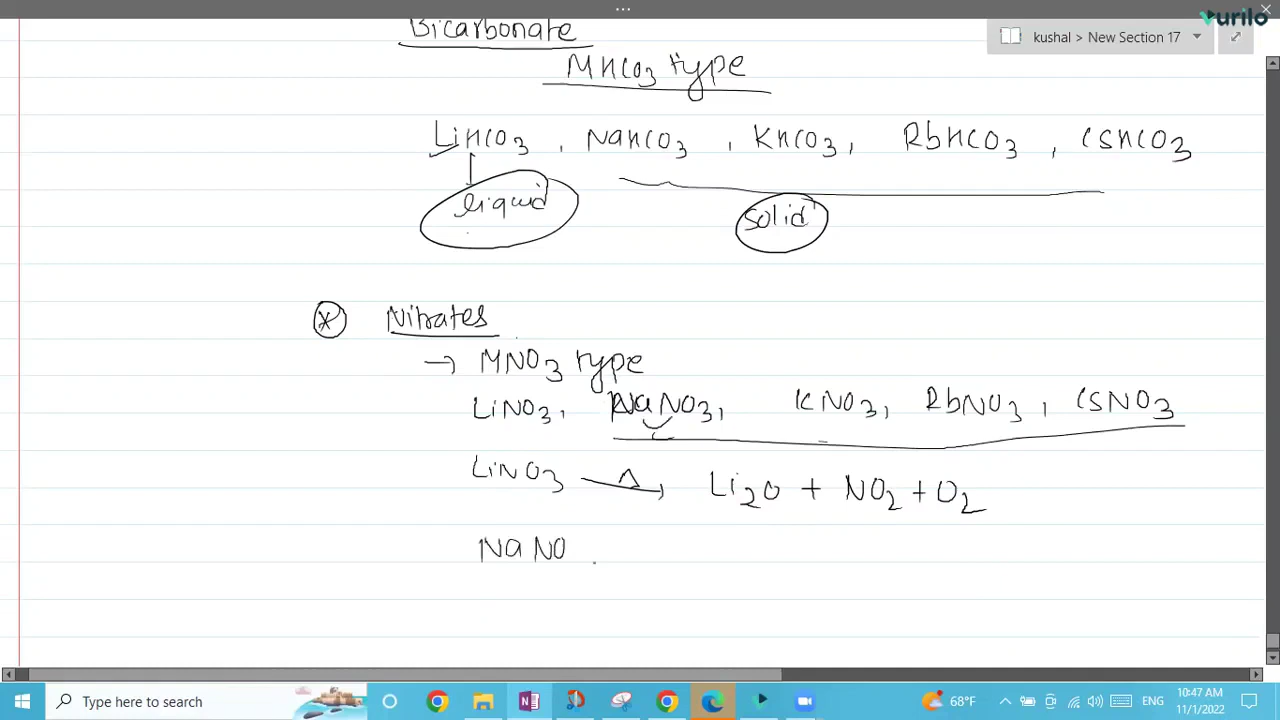 ...
vurilo
kushal > New Section 17
Bicarbonate
MHCO3 type
LiHCO3, NaHCO3, KHCO3, RbHCO3, CsHCO3
liquid
solid
* Nitrates
→ MNO3 type
LiNO3, NaNO3, KNO3, RbNO3, CsNO3
LiNO3 —Δ→ Li2O + NO2 + O2
NaNO
Type here to search
68°F
ENG
10:47 AM
11/1/2022